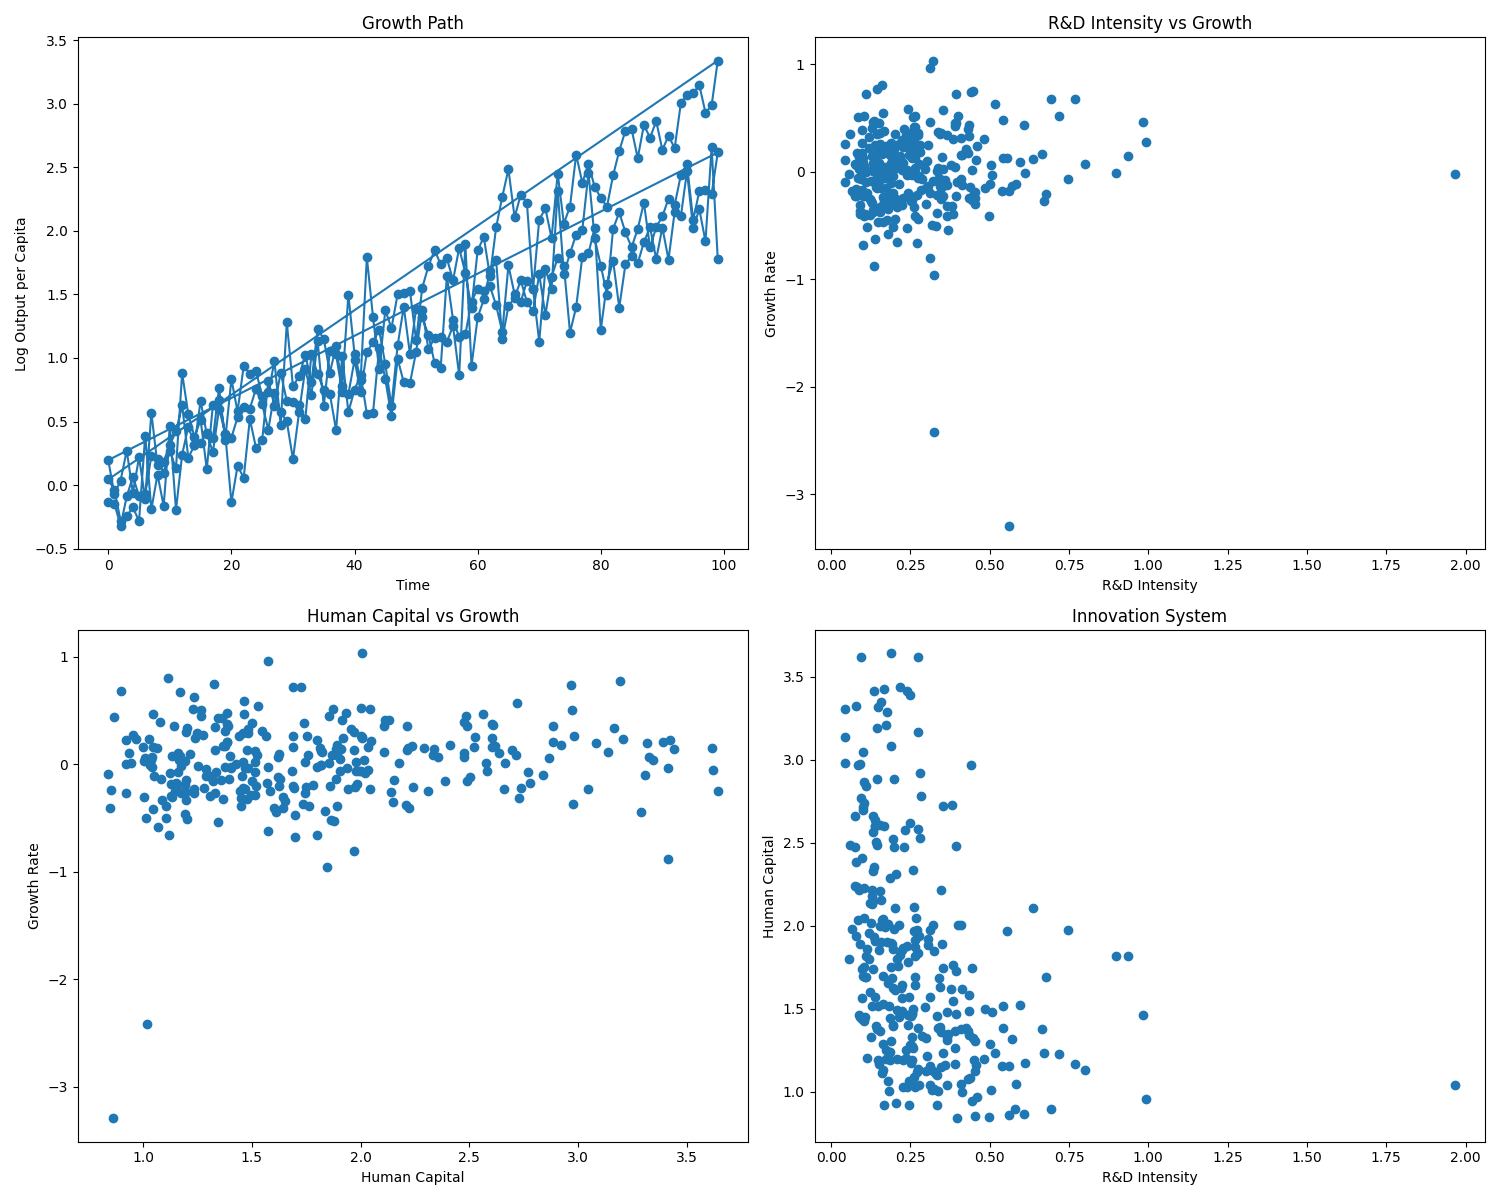 Growth Path
3.5
3.0
2.5
2.0
1.5
1.0
0.5
0.0
−0.5
Log Output per Capita
0 20 40 60 80 100
Time
R&D Intensity vs Growth
1
0
−1
−2
−3
Growth Rate
0.00 0.25 0.50 0.75 1.00 1.25 1.50 1.75 2.00
R&D Intensity
Human Capital vs Growth
1
0
−1
−2
−3
Growth Rate
1.0 1.5 2.0 2.5 3.0 3.5
Human Capital
Innovation System
3.5
3.0
2.5
2.0
1.5
1.0
Human Capital
0.00 0.25 0.50 0.75 1.00 1.25 1.50 1.75 2.00
R&D Intensity